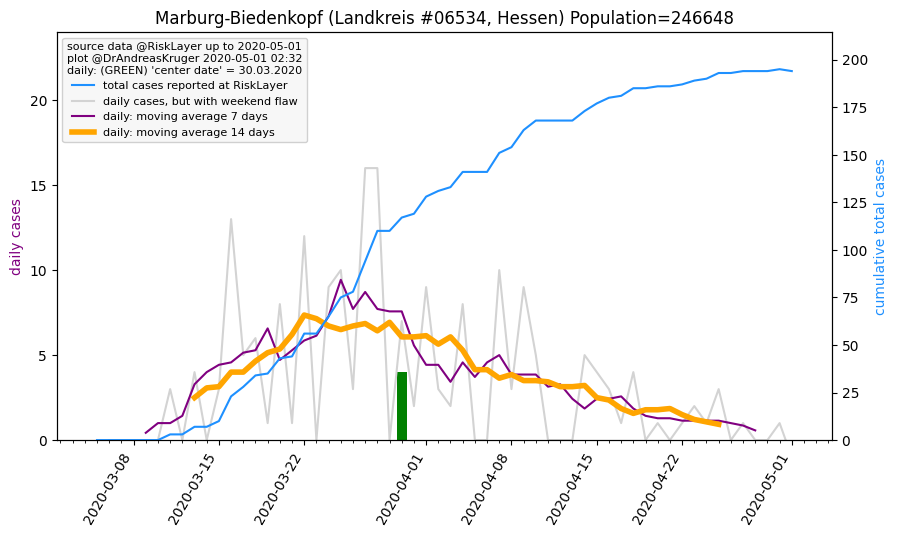 Marburg-Biedenkopf (Landkreis #06534, Hessen) Population=246648
source data @RiskLayer up to 2020-05-01
plot @DrAndreasKruger 2020-05-01 02:32
daily: (GREEN) 'center date' = 30.03.2020
total cases reported at RiskLayer
daily cases, but with weekend flaw
daily: moving average 7 days
daily: moving average 14 days
daily cases
0
5
10
15
20
cumulative total cases
0
25
50
75
100
125
150
175
200
2020-03-08
2020-03-15
2020-03-22
2020-04-01
2020-04-08
2020-04-15
2020-04-22
2020-05-01